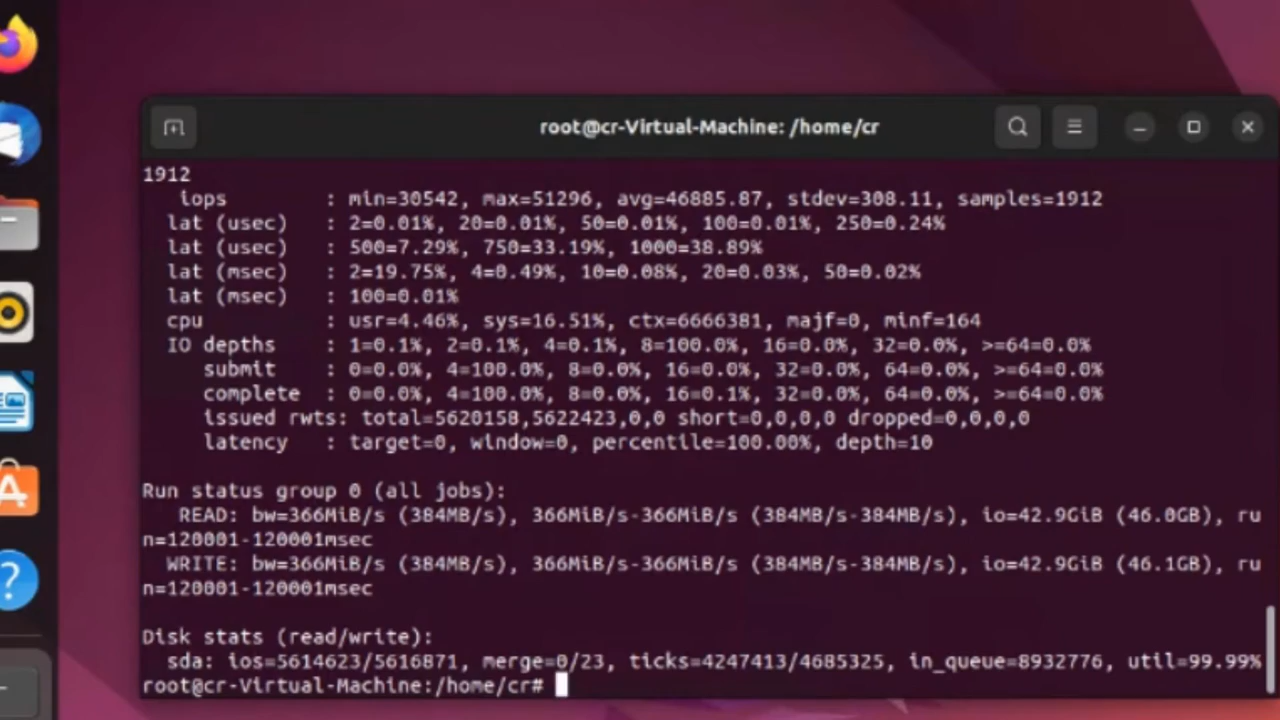 root@cr-Virtual-Machine: /home/cr
1912
iops : min=30542, max=51296, avg=46885.87, stdev=308.11, samples=1912
lat (usec) : 2=0.01%, 20=0.01%, 50=0.01%, 100=0.01%, 250=0.24%
lat (usec) : 500=7.29%, 750=33.19%, 1000=38.89%
lat (msec) : 2=19.75%, 4=0.49%, 10=0.08%, 20=0.03%, 50=0.02%
lat (msec) : 100=0.01%
cpu : usr=4.46%, sys=16.51%, ctx=6666381, majf=0, minf=164
IO depths : 1=0.1%, 2=0.1%, 4=0.1%, 8=100.0%, 16=0.0%, 32=0.0%, >=64=0.0%
submit : 0=0.0%, 4=100.0%, 8=0.0%, 16=0.0%, 32=0.0%, 64=0.0%, >=64=0.0%
complete : 0=0.0%, 4=100.0%, 8=0.0%, 16=0.1%, 32=0.0%, 64=0.0%, >=64=0.0%
issued rwts: total=5620158,5622423,0,0 short=0,0,0,0 dropped=0,0,0,0
latency : target=0, window=0, percentile=100.00%, depth=10
Run status group 0 (all jobs):
READ: bw=366MiB/s (384MB/s), 366MiB/s-366MiB/s (384MB/s-384MB/s), io=42.9GiB (46.0GB), ru
n=120001-120001msec
WRITE: bw=366MiB/s (384MB/s), 366MiB/s-366MiB/s (384MB/s-384MB/s), io=42.9GiB (46.1GB), ru
n=120001-120001msec
Disk stats (read/write):
sda: ios=5614623/5616871, merge=0/23, ticks=4247413/4685325, in_queue=8932776, util=99.99%
root@cr-Virtual-Machine:/home/cr#